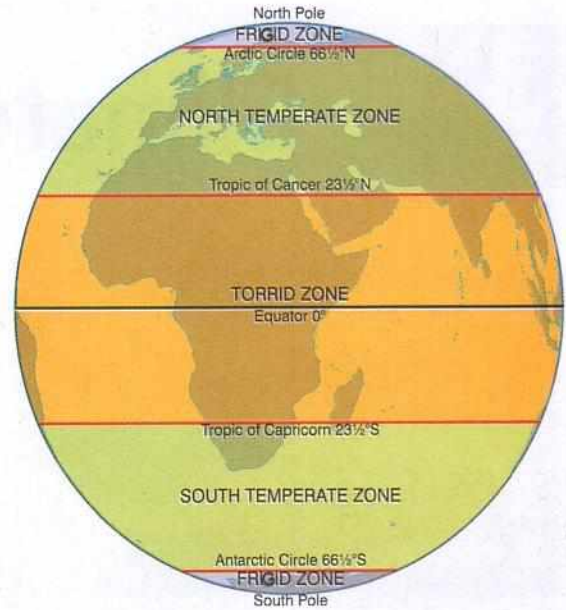 North Pole
FRIGID ZONE
Arctic Circle 66½°N
NORTH TEMPERATE ZONE
Tropic of Cancer 23½°N
TORRID ZONE
Equator 0°
Tropic of Capricorn 23½°S
SOUTH TEMPERATE ZONE
Antarctic Circle 66½°S
FRIGID ZONE
South Pole